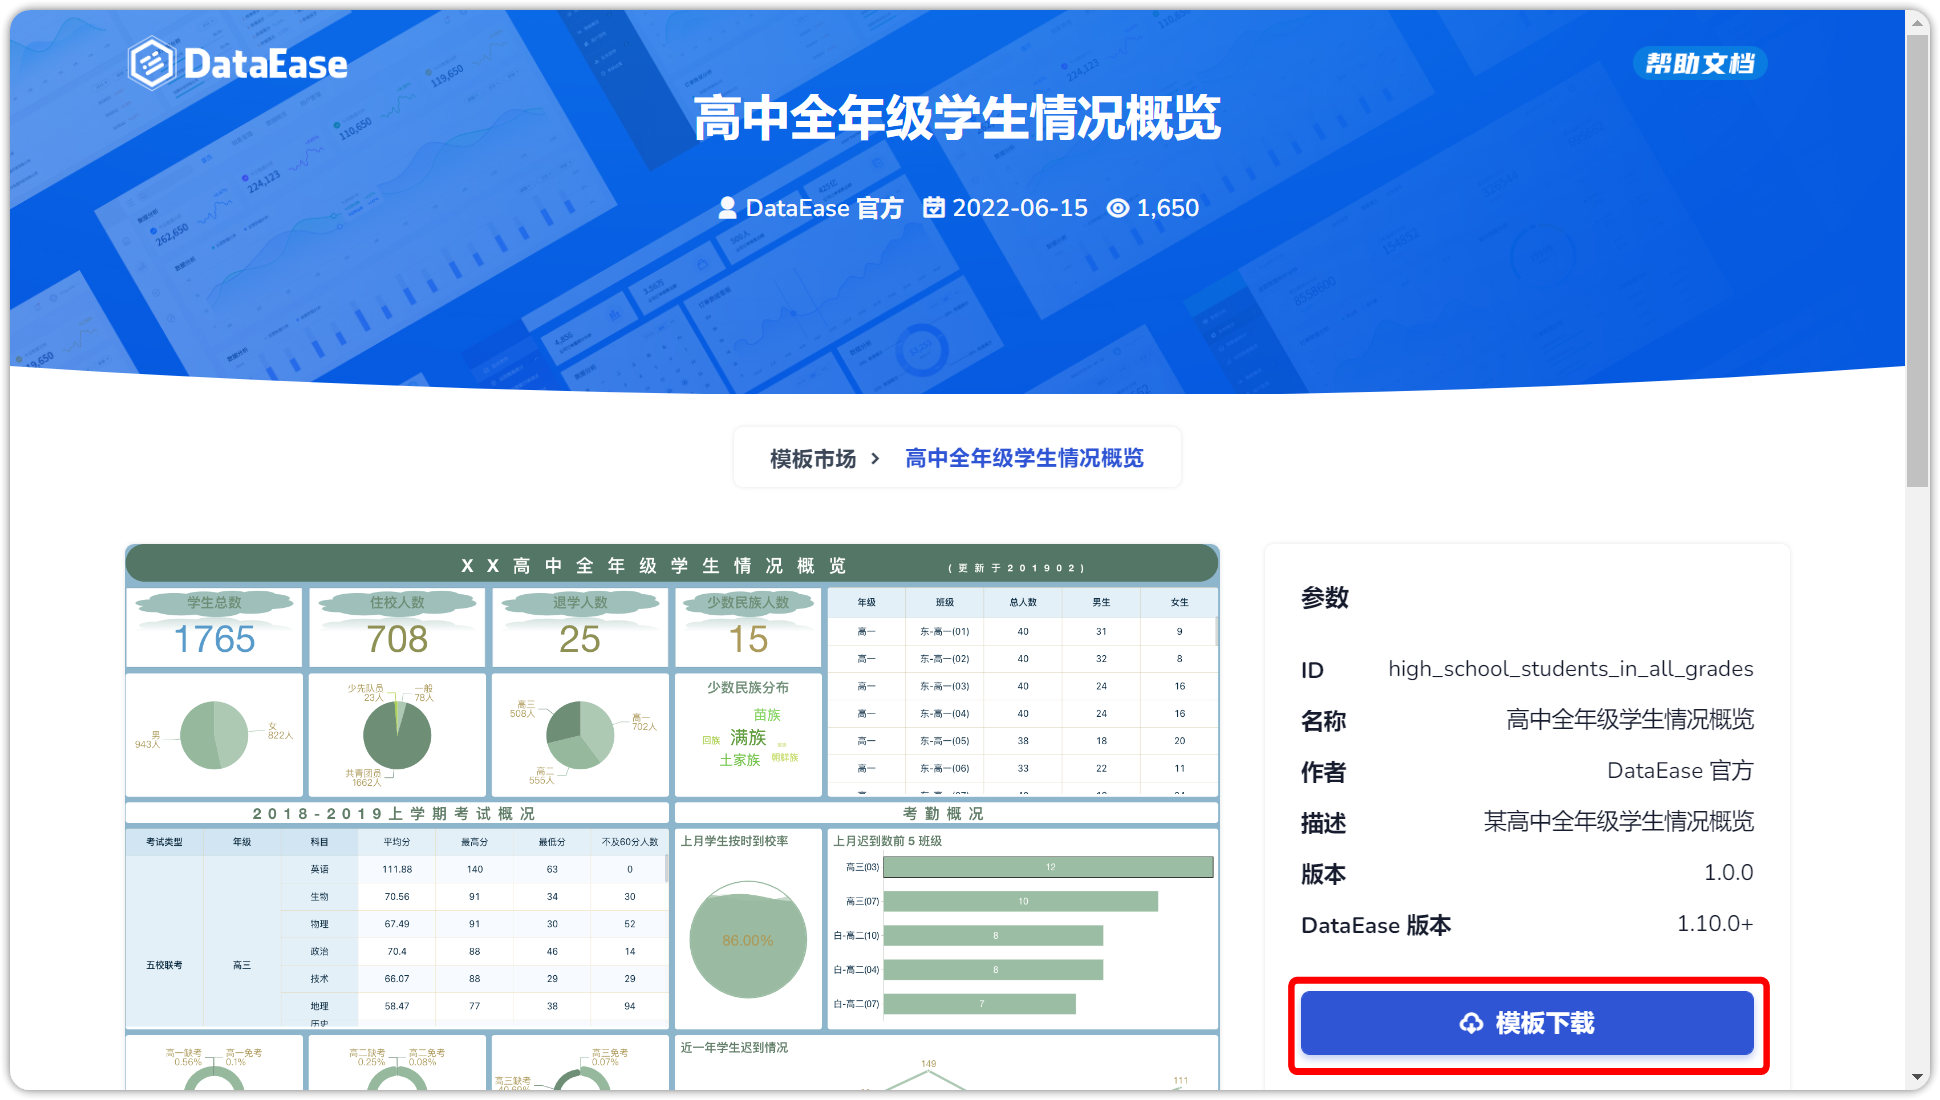 DataEase
帮助文档
高中全年级学生情况概览
DataEase 官方 2022-06-15 1,650
模板市场 > 高中全年级学生情况概览
XX高中全年级学生情况概览 (更新于201902)
学生总数
1765
住校人数
708
退学人数
25
少数民族人数
15
年级 班级 总人数 男生 女生
高一 东-高一(01) 40 31 9
高一 东-高一(02) 40 32 8
高一 东-高一(03) 40 24 16
高一 东-高一(04) 40 24 16
高一 东-高一(05) 38 18 20
高一 东-高一(06) 33 22 11
男
943人
女
822人
少先队员
23人
一般
78人
共青团员
1662人
高三
508人
高一
702人
高二
555人
少数民族分布
苗族
回族 满族
土家族 朝鲜族
2018-2019上学期考试概况
考勤概况
考试类型 年级 科目 平均分 最高分 最低分 不及60分人数
五校联考 高三
英语 111.88 140 63 0
生物 70.56 91 34 30
物理 67.49 91 30 52
政治 70.4 88 46 14
技术 66.07 88 29 29
地理 58.47 77 38 94
历史
上月学生按时到校率
86.00%
上月迟到数前 5 班级
高三(03) 12
高三(07) 10
白-高二(10) 8
白-高二(04) 8
白-高二(07) 7
高一缺考
0.56%
高一免考
0.1%
高二缺考
0.25%
高二免考
0.08%
高三缺考
高三免考
0.07%
近一年学生迟到情况
149
111
参数
ID high_school_students_in_all_grades
名称 高中全年级学生情况概览
作者 DataEase 官方
描述 某高中全年级学生情况概览
版本 1.0.0
DataEase 版本 1.10.0+
模板下载